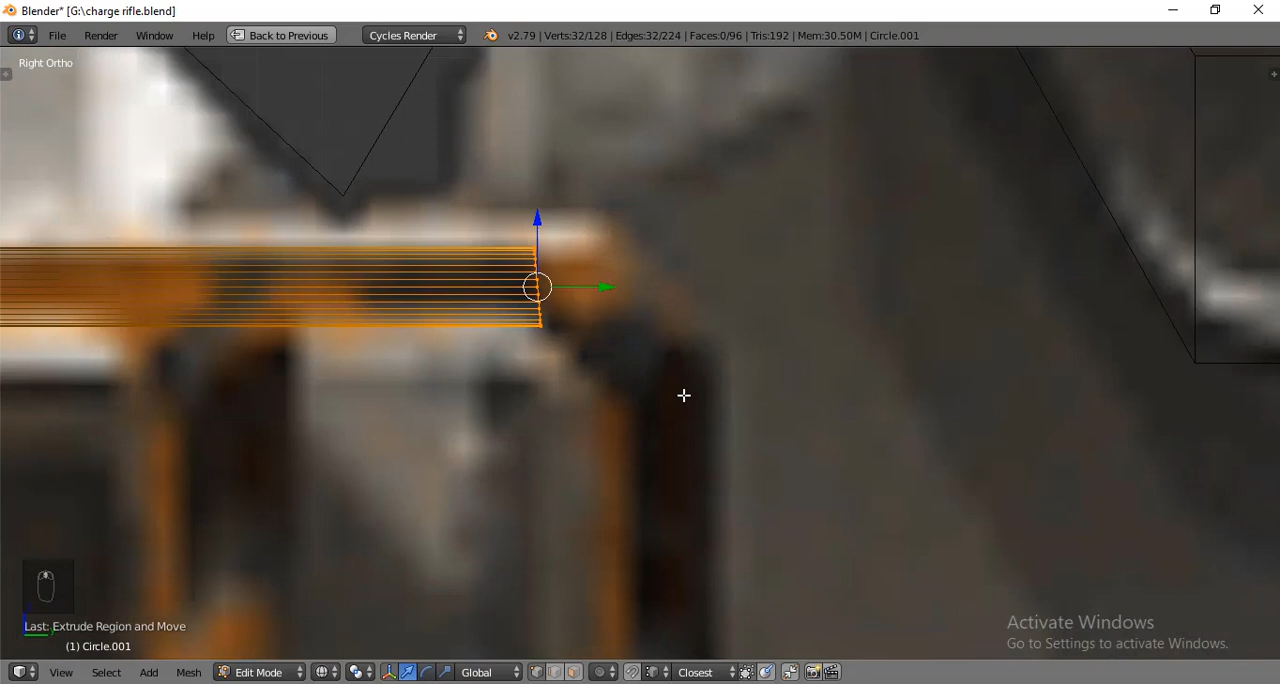 Blender* [G:\charge rifle.blend]
File Render Window Help Back to Previous Cycles Render v2.79 | Verts:32/128 | Edges:32/224 | Faces:0/96 | Tris:192 | Mem:30.50M | Circle.001
Right Ortho
Last: Extrude Region and Move
(1) Circle.001
Activate Windows
Go to Settings to activate Windows.
View Select Add Mesh Edit Mode Global Closest